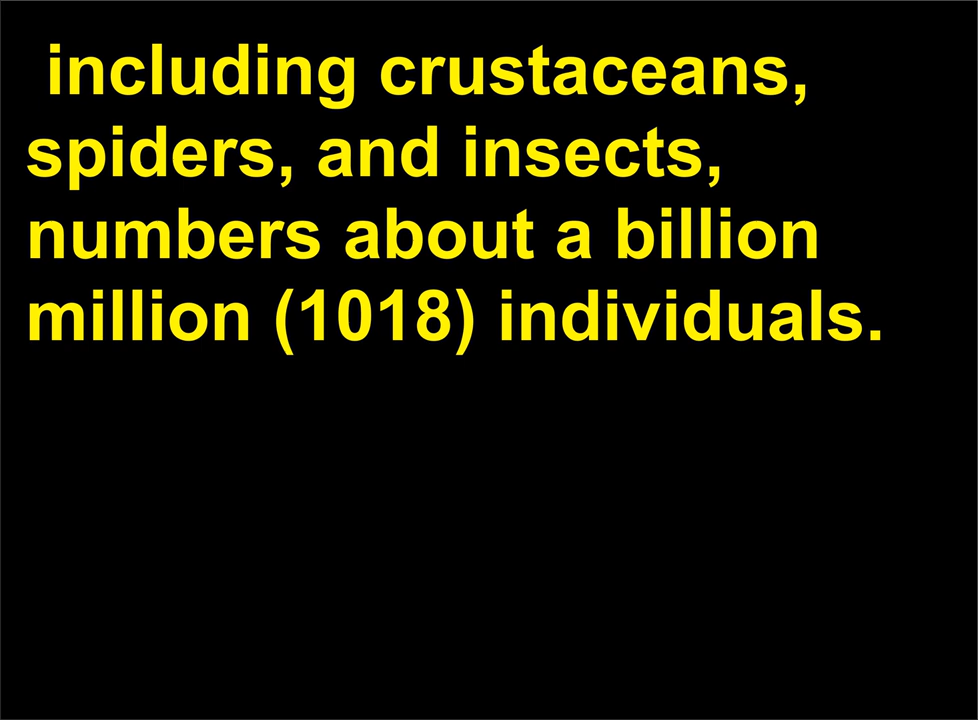 including crustaceans,
spiders, and insects,
numbers about a billion
million (1018) individuals.